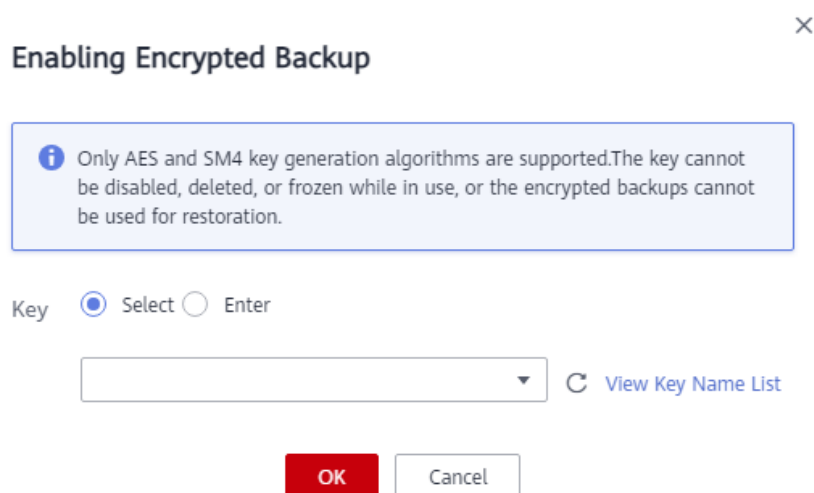 Enabling Encrypted Backup
Only AES and SM4 key generation algorithms are supported.The key cannot
be disabled, deleted, or frozen while in use, or the encrypted backups cannot
be used for restoration.
Key Select Enter
View Key Name List
OK Cancel